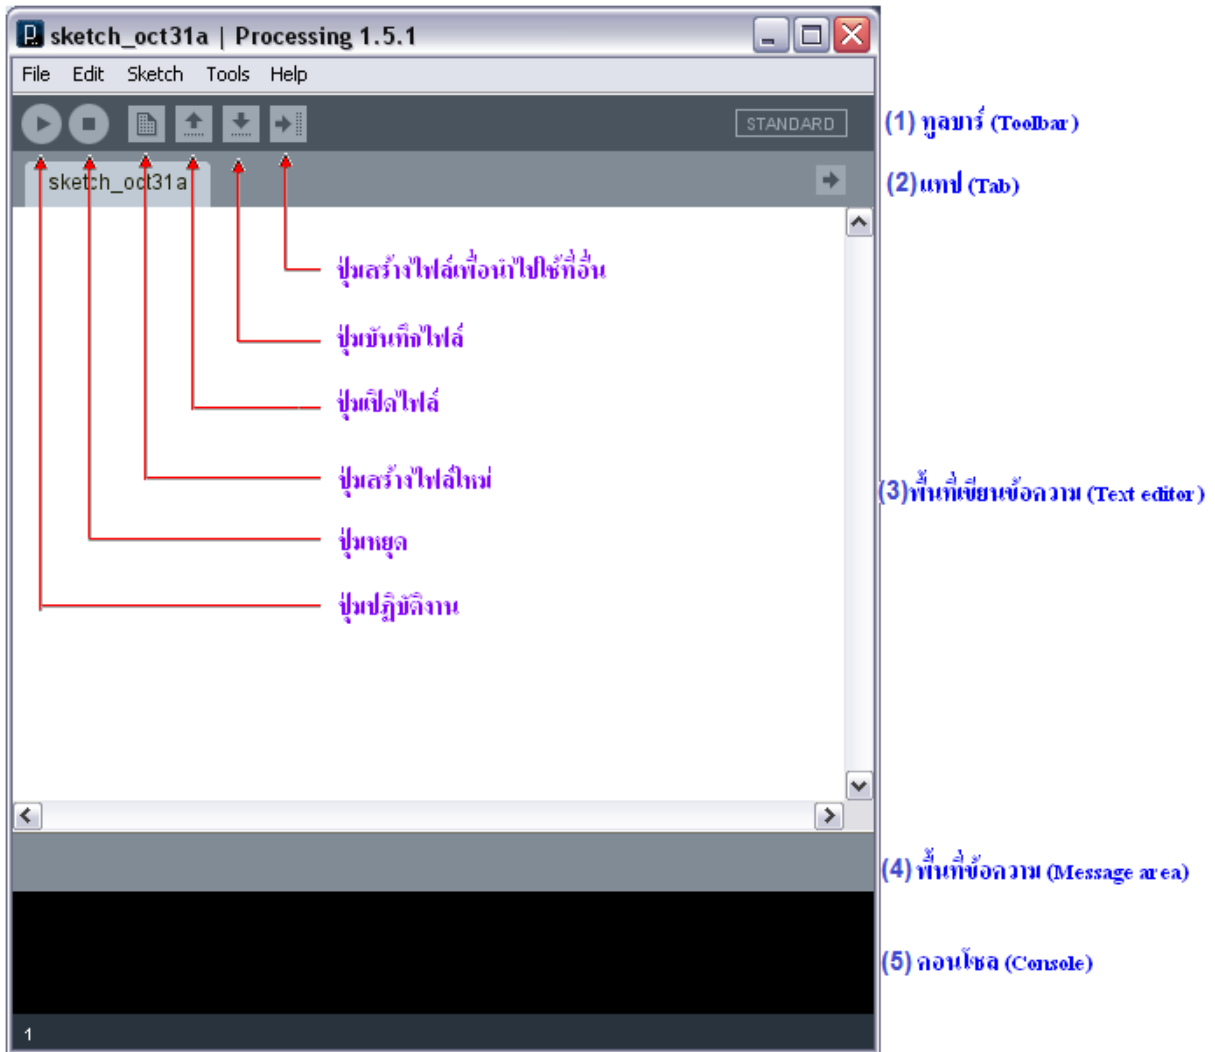 sketch_oct31a | Processing 1.5.1
File Edit Sketch Tools Help
STANDARD
(1) ทูลบาร์ (Toolbar)
sketch_oct31a
(2) แทป (Tab)
ปุ่มสร้างไฟล์เพื่อนำไปใช้ที่อื่น
ปุ่มบันทึกไฟล์
ปุ่มเปิดไฟล์
ปุ่มสร้างไฟล์ใหม่
(3) พื้นที่เขียนข้อความ (Text editor)
ปุ่มหยุด
ปุ่มปฏิบัติงาน
(4) พื้นที่ข้อความ (Message area)
(5) คอนโซล (Console)
1